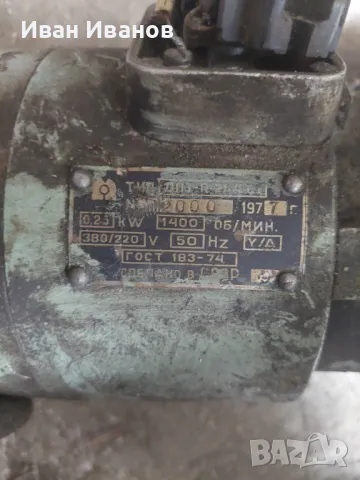 Иван Иванов
ТИП
№ 197 7 г.
0,25 kW 1400 ОБ/МИН.
380/220 V 50 Hz Y/Δ
ГОСТ 183-74
СДЕЛАНО В СССР
BAZAR